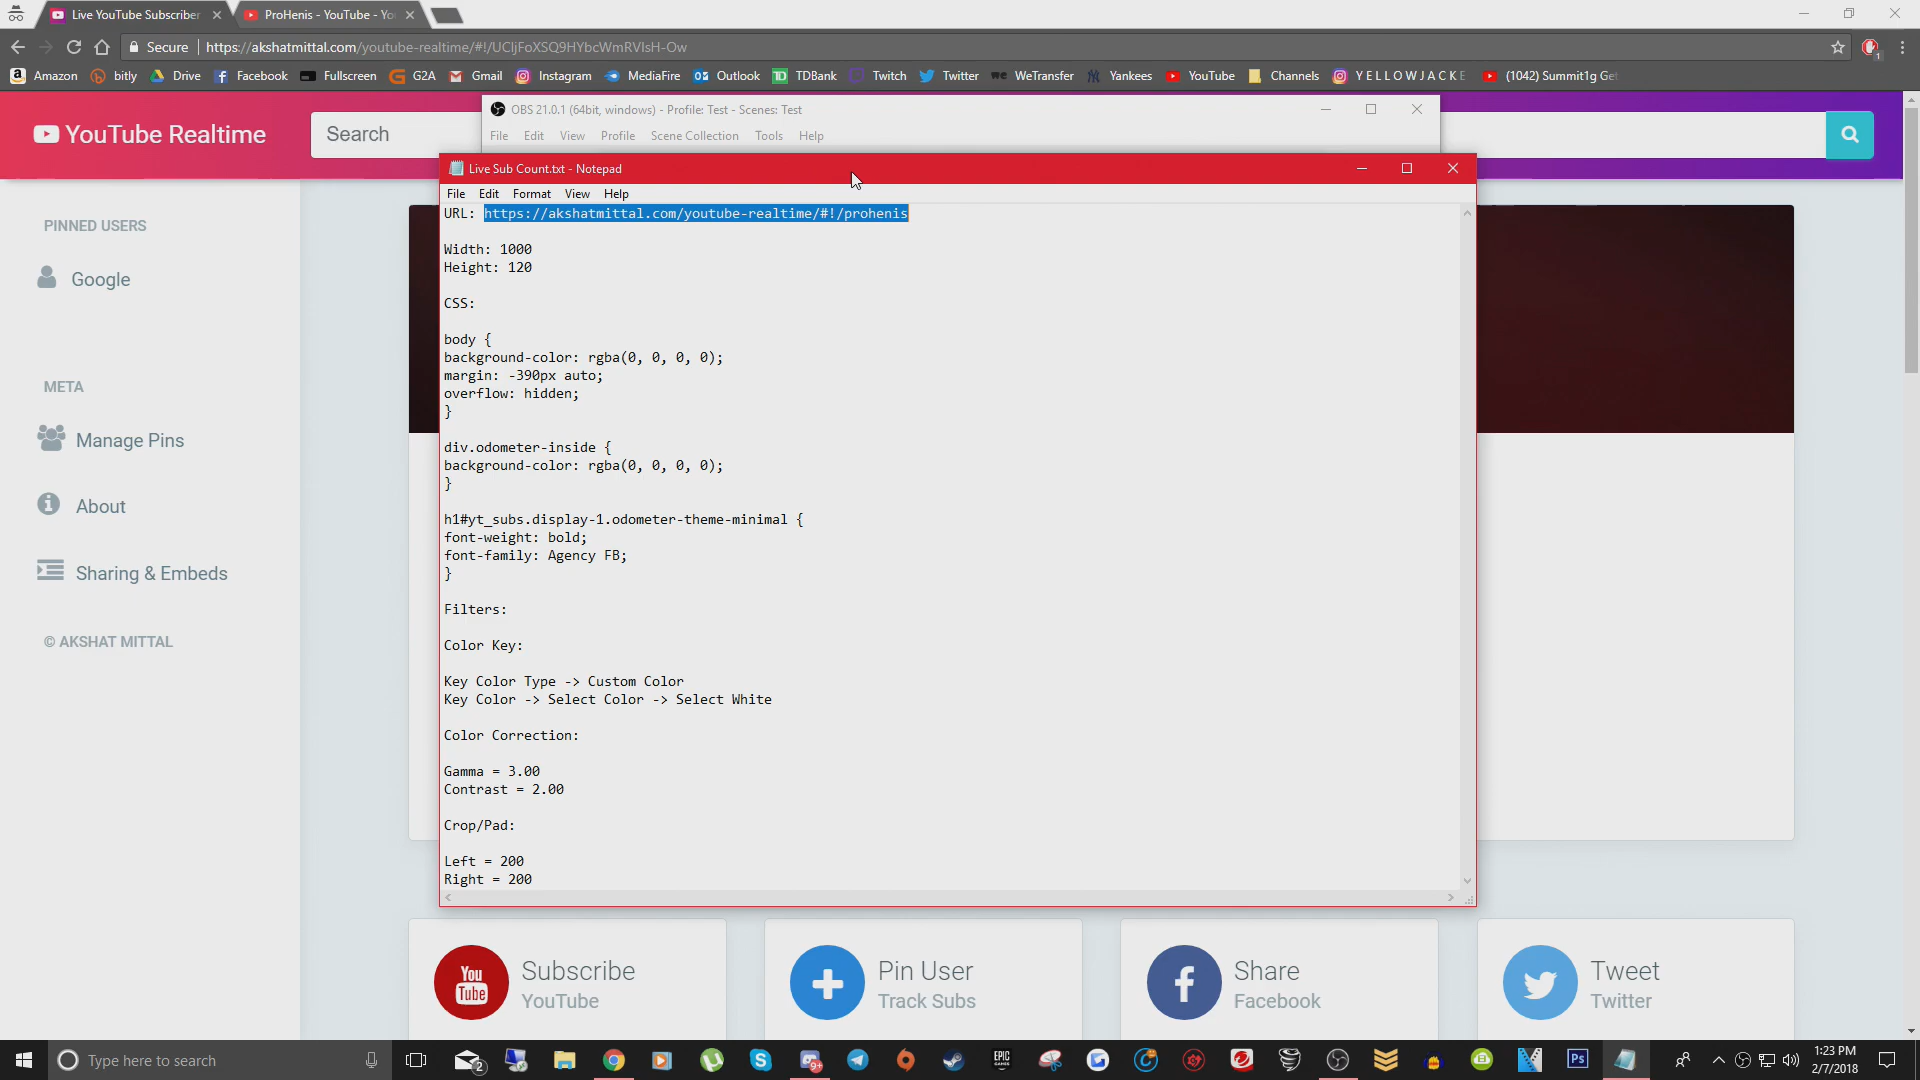 Live YouTube Subscriber
ProHenis - YouTube - Yo
Secure
https://akshatmittal.com/youtube-realtime/#!/UCIjFoXSQ9HYbcWmRVIsH-Ow
Amazon
bitly
Drive
Facebook
Fullscreen
G2A
Gmail
Instagram
MediaFire
Outlook
TDBank
Twitch
Twitter
WeTransfer
Yankees
YouTube
Channels
Y E L L O W J A C K E
(1042) Summit1g Ge
YouTube Realtime
Search
OBS 21.0.1 (64bit, windows) - Profile: Test - Scenes: Test
File Edit View Profile Scene Collection Tools Help
Live Sub Count.txt - Notepad
File Edit Format View Help
URL: https://akshatmittal.com/youtube-realtime/#!/prohenis
Width: 1000
Height: 120
CSS:
body {
background-color: rgba(0, 0, 0, 0);
margin: -390px auto;
overflow: hidden;
}
div.odometer-inside {
background-color: rgba(0, 0, 0, 0);
}
h1#yt_subs.display-1.odometer-theme-minimal {
font-weight: bold;
font-family: Agency FB;
}
Filters:
Color Key:
Key Color Type -> Custom Color
Key Color -> Select Color -> Select White
Color Correction:
Gamma = 3.00
Contrast = 2.00
Crop/Pad:
Left = 200
Right = 200
PINNED USERS
Google
META
Manage Pins
About
Sharing & Embeds
© AKSHAT MITTAL
You
Tube
Subscribe
YouTube
Pin User
Track Subs
Share
Facebook
Tweet
Twitter
Type here to search
2
9+
EPIC
GAMES
Ps
1:23 PM
2/7/2018